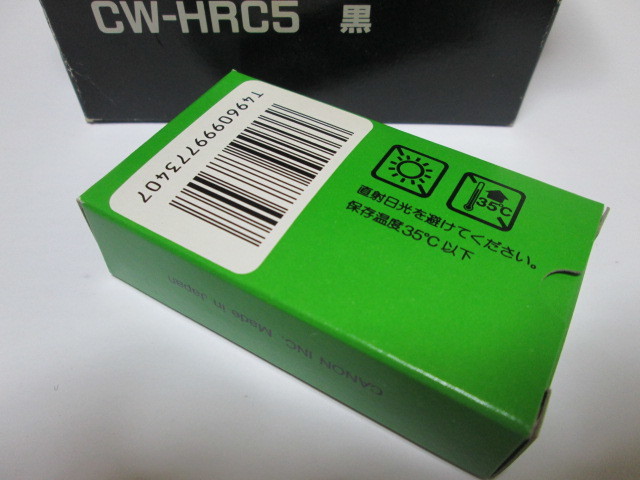 CW-HRC5 黒
T4960999773407
35℃
直射日光を避けてください。
保存温度35℃以下
CANON INC. Made in Japan